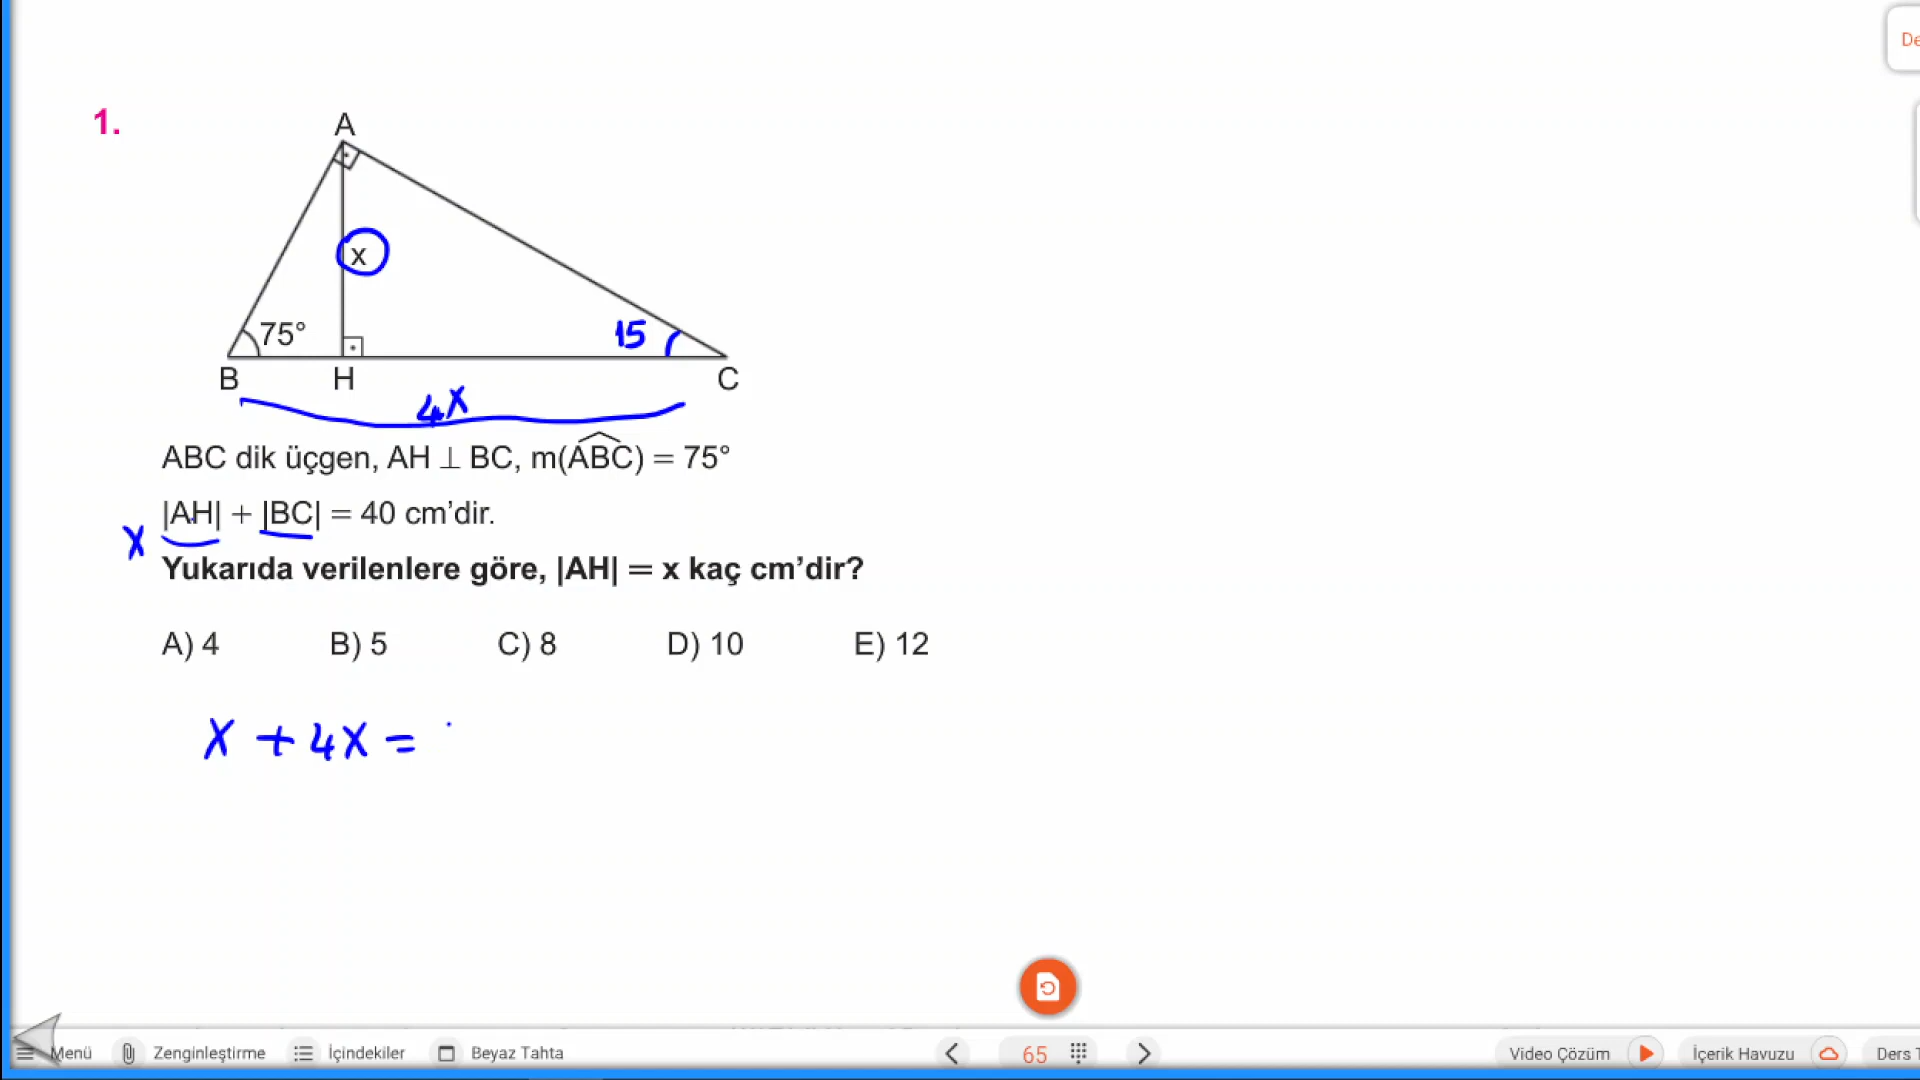 De
1.
A
x
75°
15
B
H
C
4x
ABC dik üçgen, AH ⊥ BC, m(ABC) = 75°
|AH| + |BC| = 40 cm'dir.
x
Yukarıda verilenlere göre, |AH| = x kaç cm'dir?
A) 4 B) 5 C) 8 D) 10 E) 12
x + 4x =
Menü Zenginleştirme İçindekiler Beyaz Tahta 65 Video Çözüm İçerik Havuzu Ders T